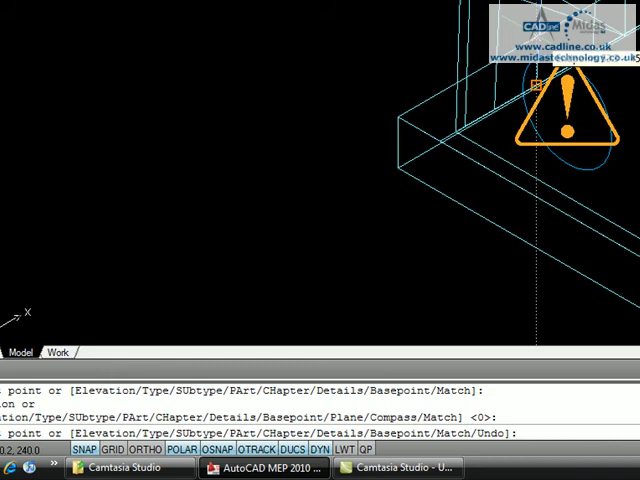 CADline
Midas
technology
www.cadline.co.uk
www.midastechnology.co.uk
X
Model Work
point or [Elevation/Type/SUbtype/PArt/CHapter/Details/Basepoint/Match]:
ion or
ation/Type/SUbtype/PArt/CHapter/Details/Basepoint/Plane/Compass/Match] <0>:
point or [Elevation/Type/SUbtype/PArt/CHapter/Details/Basepoint/Match/Undo]:
0.2, 240.0 SNAP GRID ORTHO POLAR OSNAP OTRACK DUCS DYN LWT QP
Camtasia Studio AutoCAD MEP 2010 ... Camtasia Studio - U...